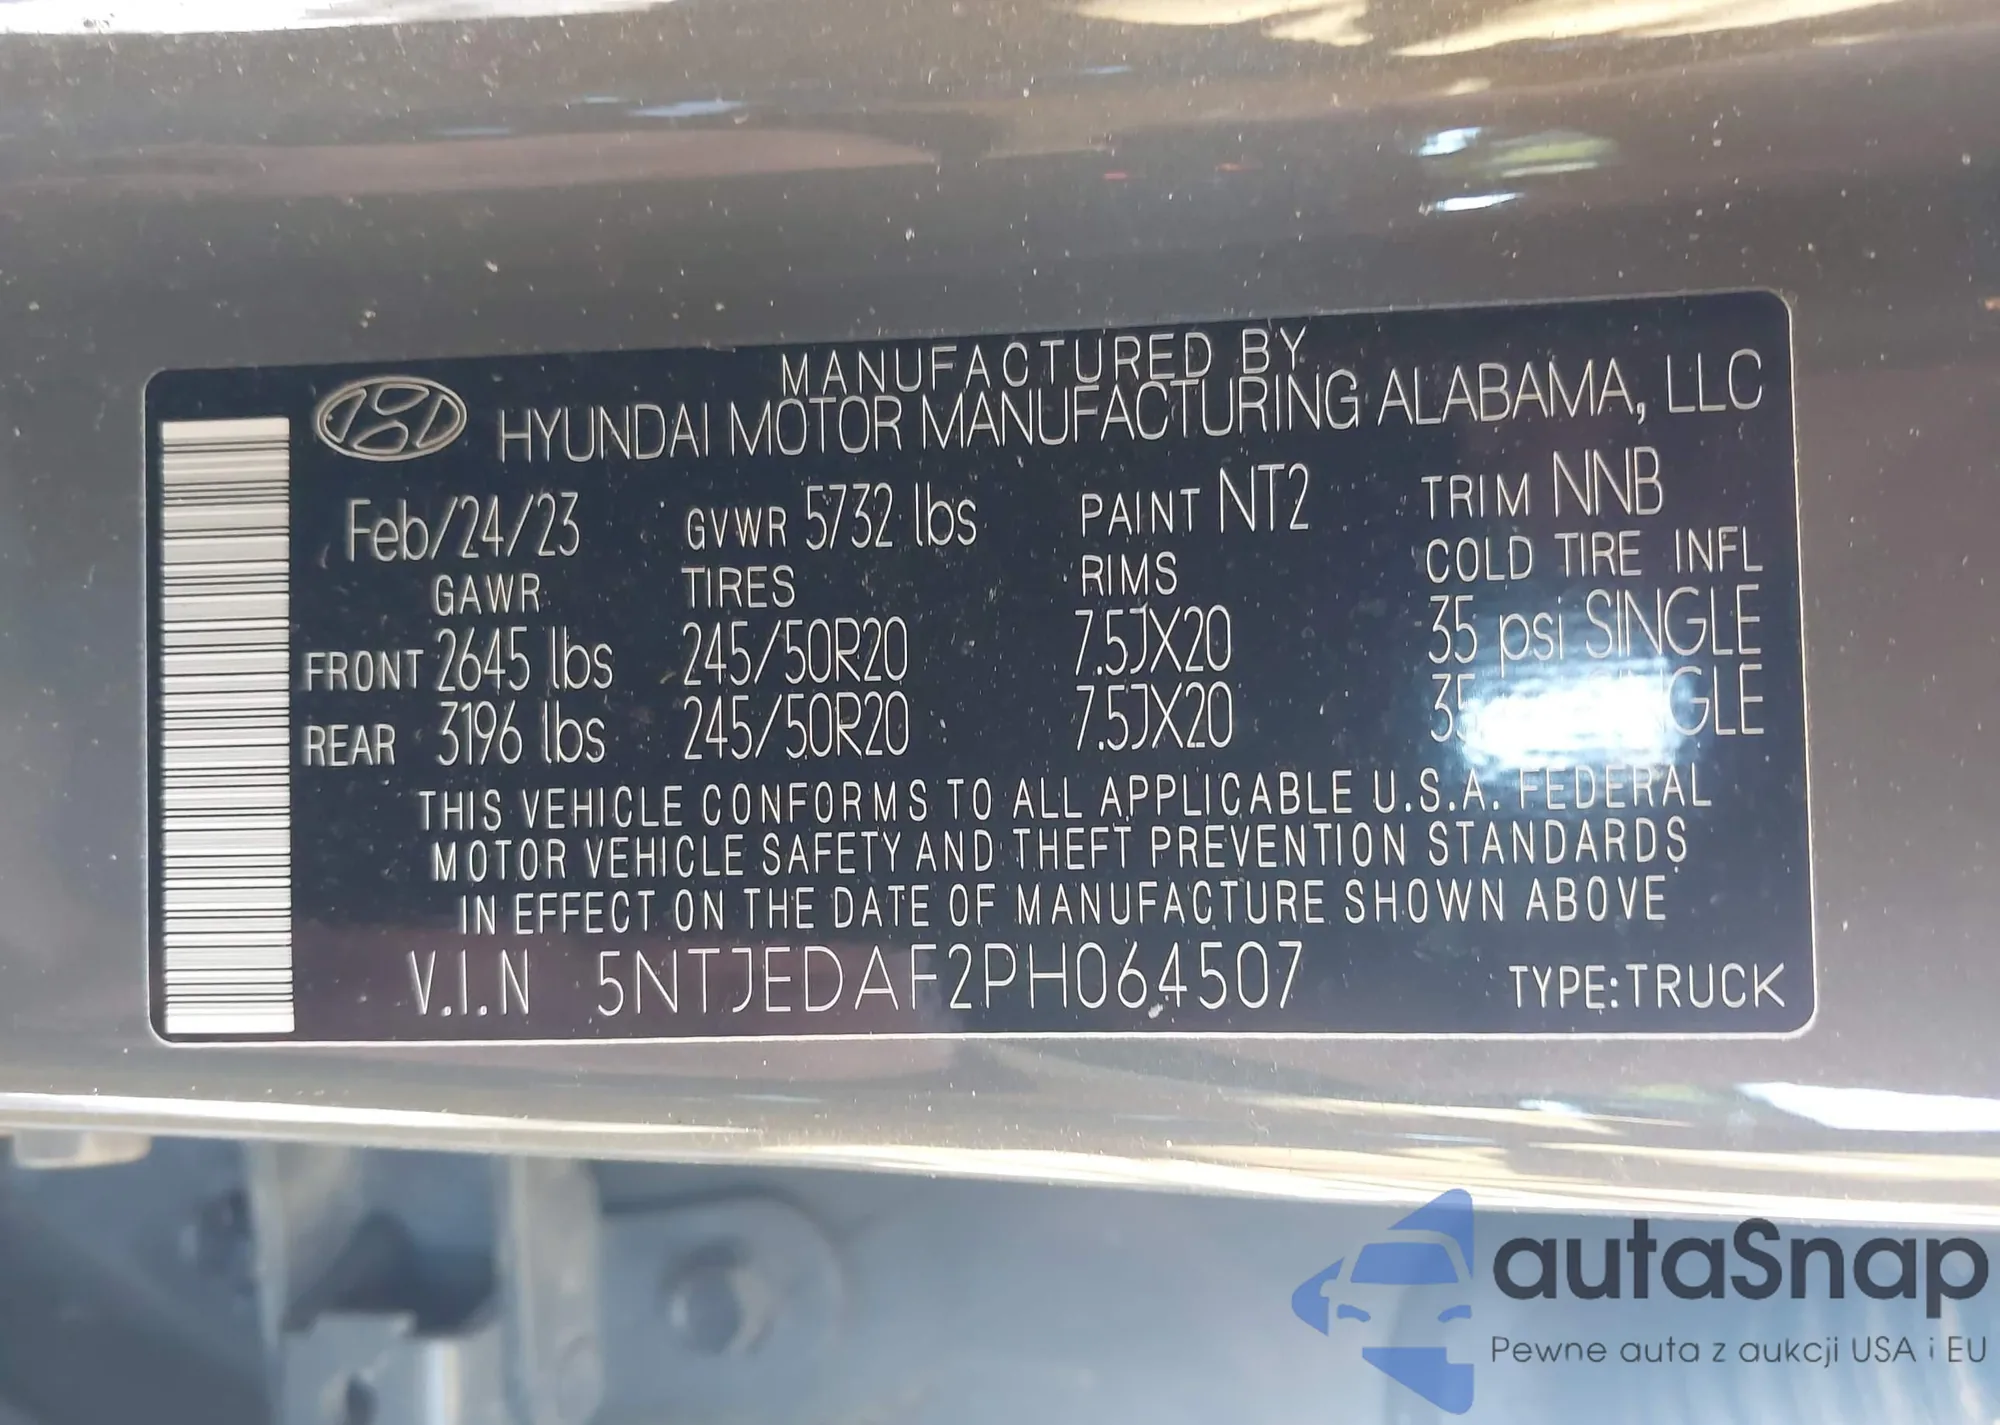 MANUFACTURED BY
HYUNDAI MOTOR MANUFACTURING ALABAMA, LLC
Feb/24/23 GVWR 5732 lbs PAINT NT2 TRIM NNB
GAWR TIRES RIMS COLD TIRE INFL
FRONT 2645 lbs 245/50R20 7.5JX20 35 psi SINGLE
REAR 3196 lbs 245/50R20 7.5JX20 35 SINGLE
THIS VEHICLE CONFORMS TO ALL APPLICABLE U.S.A. FEDERAL
MOTOR VEHICLE SAFETY AND THEFT PREVENTION STANDARDS
IN EFFECT ON THE DATE OF MANUFACTURE SHOWN ABOVE
V.I.N 5NTJEDAF2PH064507 TYPE:TRUCK
autaSnap
Pewne auta z aukcji USA i EU